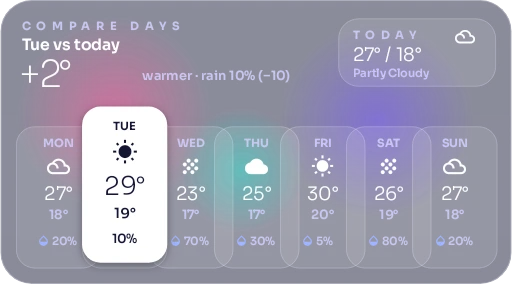 COMPARE DAYS
Tue vs today
+2°
warmer · rain 10% (−10)
TODAY
27° / 18°
Partly Cloudy
MON
27°
18°
20%
TUE
29°
19°
10%
WED
23°
17°
70%
THU
25°
17°
30%
FRI
30°
20°
5%
SAT
26°
19°
80%
SUN
27°
18°
20%